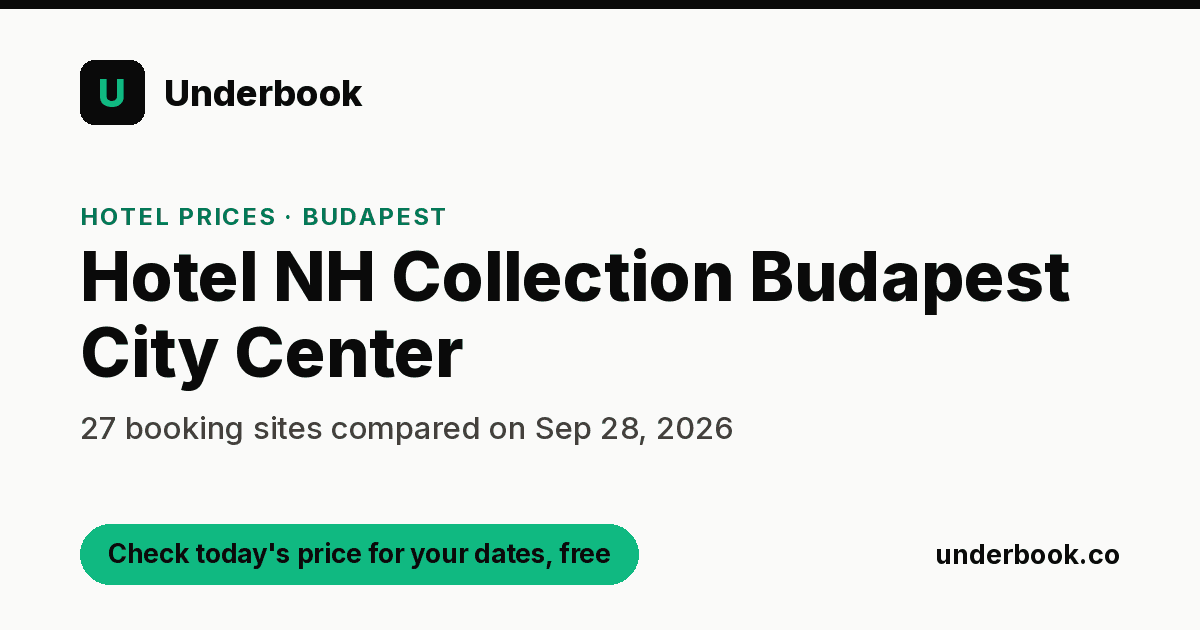 U
Underbook
HOTEL PRICES · BUDAPEST
Hotel NH Collection Budapest
City Center
27 booking sites compared on Sep 28, 2026
Check today's price for your dates, free
underbook.co